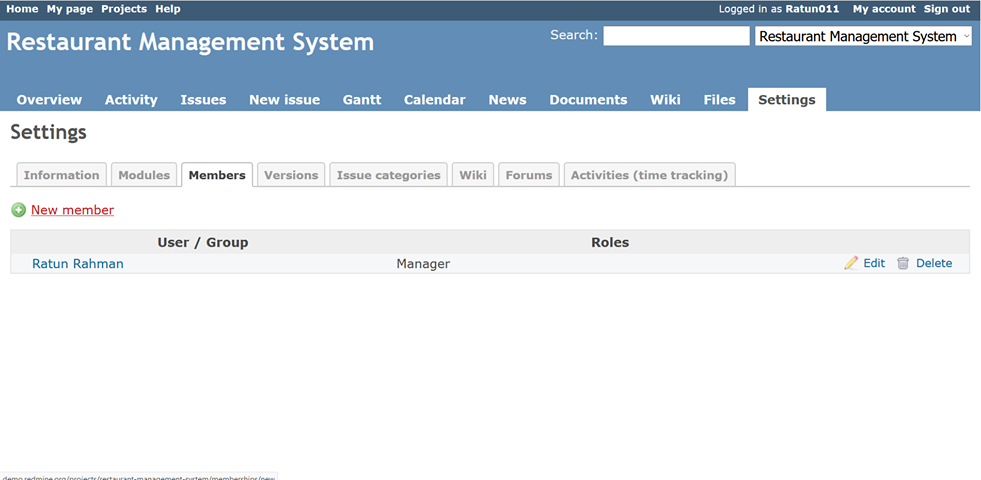 Home My page Projects Help Logged in as Ratun011 My account Sign out
Restaurant Management System Search: Restaurant Management System
Overview Activity Issues New issue Gantt Calendar News Documents Wiki Files Settings
Settings
Information Modules Members Versions Issue categories Wiki Forums Activities (time tracking)
New member
User / Group Roles
Ratun Rahman Manager Edit Delete
demo.redmine.org/projects/restaurant-management-system/memberships/new